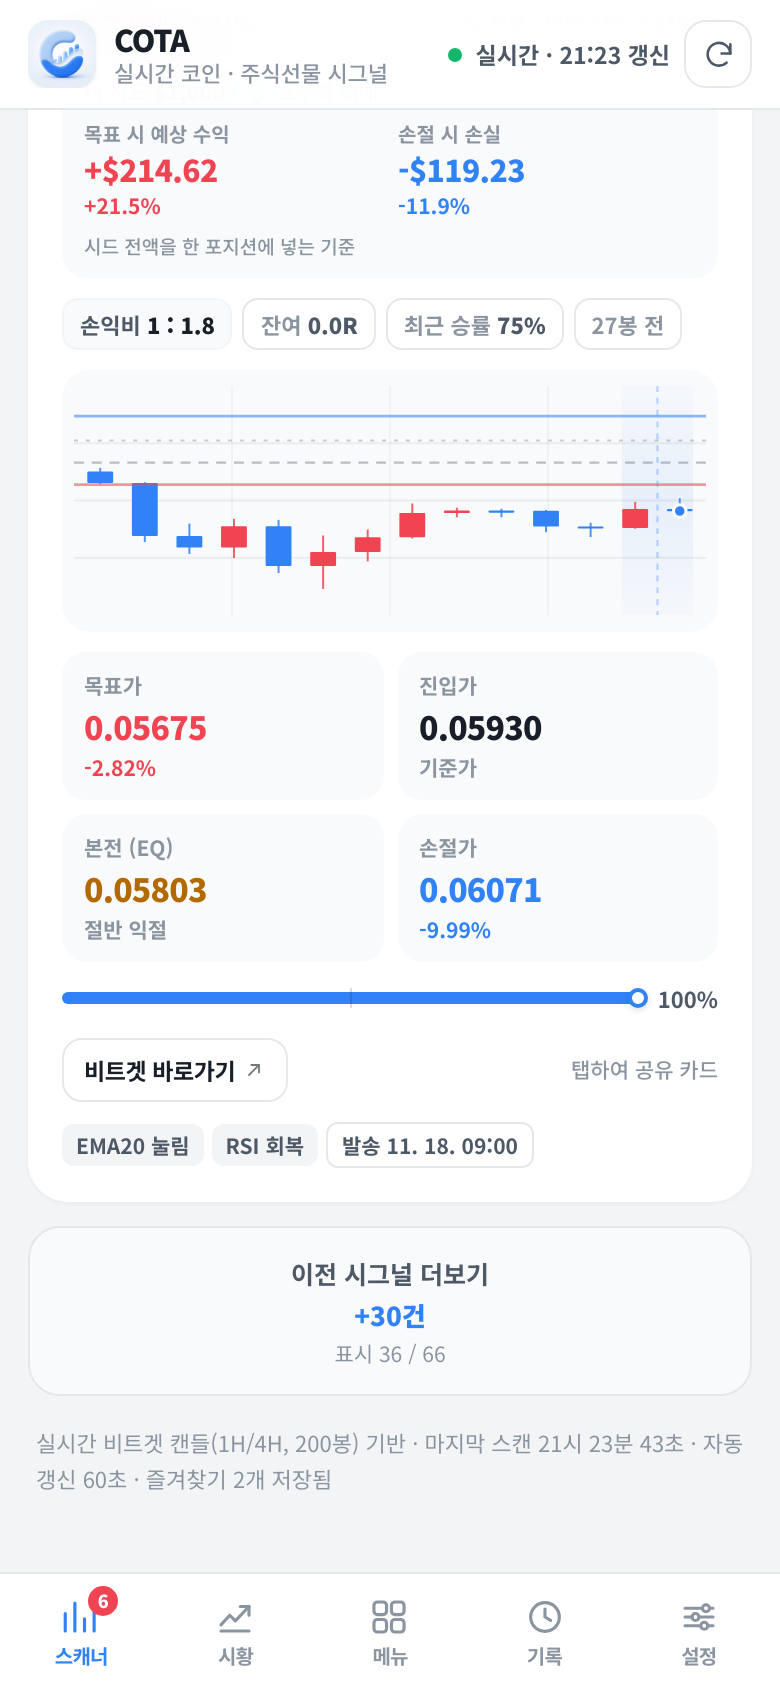 COTA
실시간 코인 · 주식선물 시그널
실시간 · 21:23 갱신
목표 시 예상 수익
손절 시 손실
+$214.62
-$119.23
+21.5%
-11.9%
시드 전액을 한 포지션에 넣는 기준
손익비 1 : 1.8
잔여 0.0R
최근 승률 75%
27봉 전
목표가
진입가
0.05675
0.05930
-2.82%
기준가
본전 (EQ)
손절가
0.05803
0.06071
절반 익절
-9.99%
100%
비트겟 바로가기 ↗
탭하여 공유 카드
EMA20 눌림
RSI 회복
발송 11. 18. 09:00
이전 시그널 더보기
+30건
표시 36 / 66
실시간 비트겟 캔들(1H/4H, 200봉) 기반 · 마지막 스캔 21시 23분 43초 · 자동
갱신 60초 · 즐겨찾기 2개 저장됨
6
스캐너
시황
메뉴
기록
설정